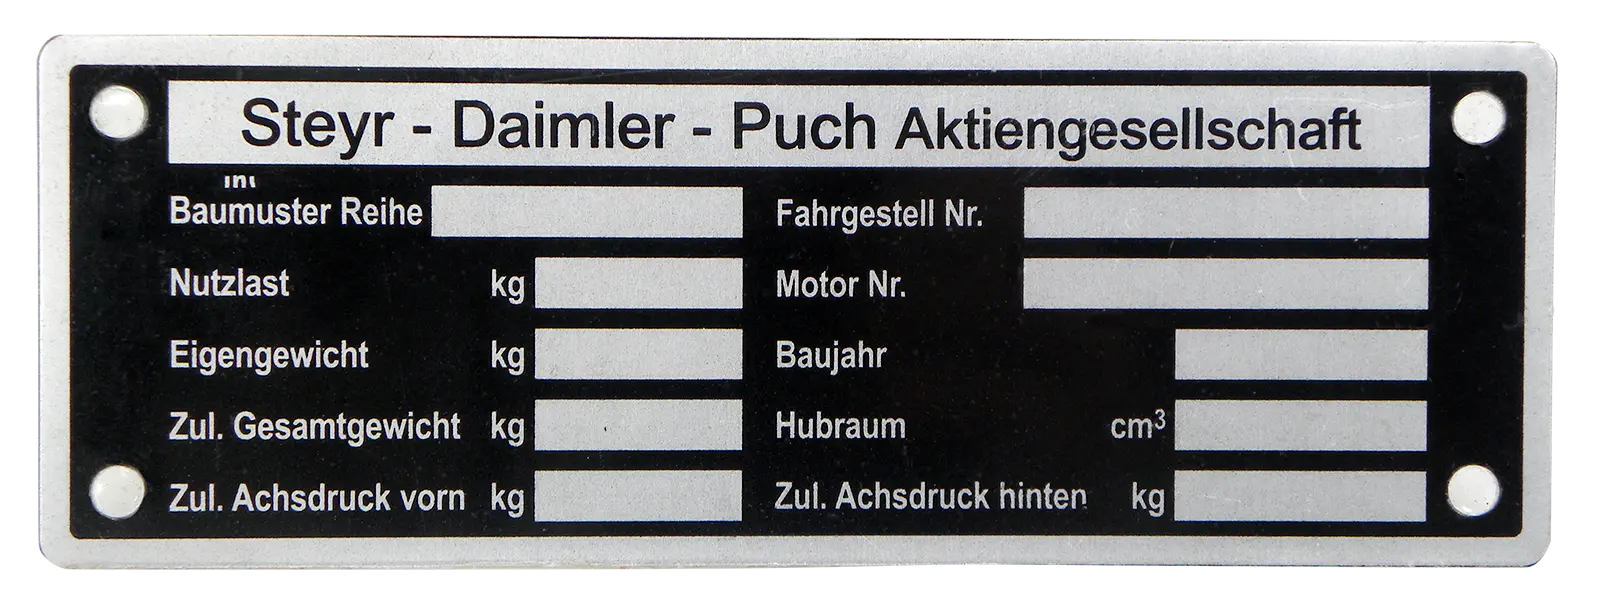 Steyr - Daimler - Puch Aktiengesellschaft
Baumuster Reihe
Fahrgestell Nr.
Nutzlast kg
Motor Nr.
Eigengewicht kg
Baujahr
Zul. Gesamtgewicht kg
Hubraum cm³
Zul. Achsdruck vorn kg
Zul. Achsdruck hinten kg